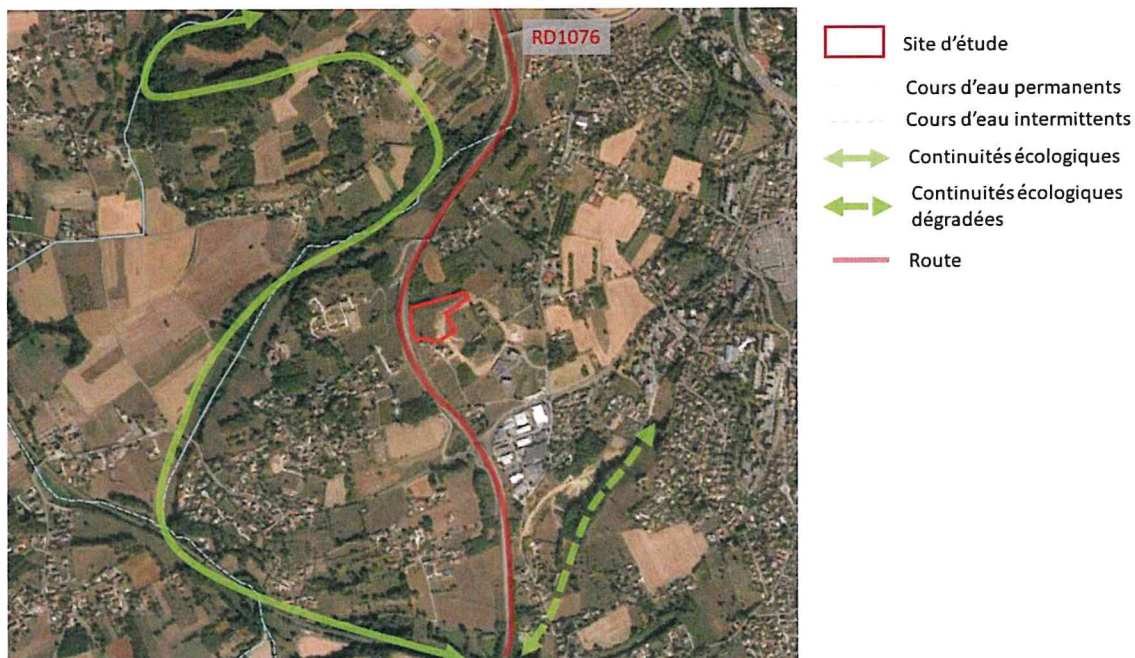 RD1076
Site d'étude
Cours d'eau permanents
Cours d'eau intermittents
Continuités écologiques
Continuités écologiques
dégradées
Route